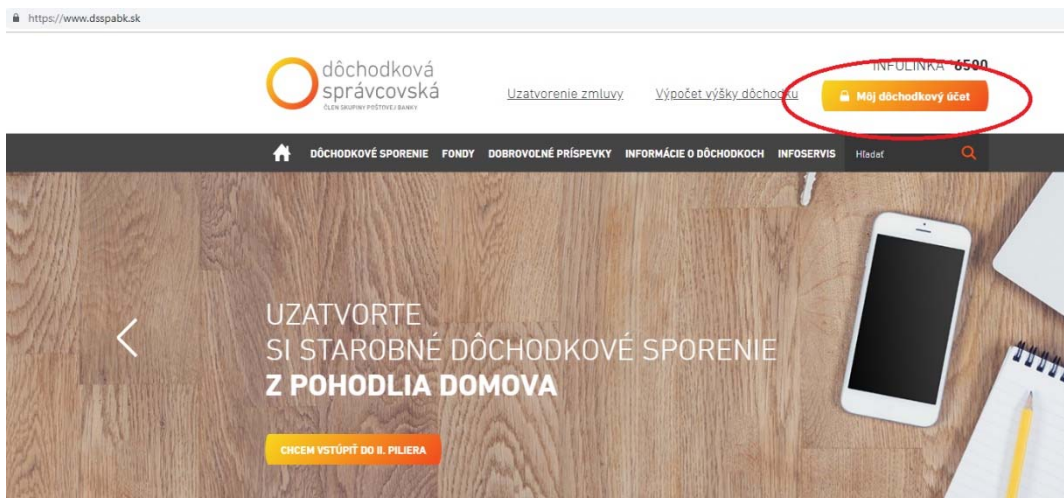 https://www.dsspabk.sk
dôchodková
správcovská
ČLEN SKUPINY POŠTOVEJ BANKY
INFOLINKA *6500
Uzatvorenie zmluvy Výpočet výšky dôchodku Môj dôchodkový účet
DÔCHODKOVÉ SPORENIE FONDY DOBROVOĽNÉ PRÍSPEVKY INFORMÁCIE O DÔCHODKOCH INFOSERVIS Hľadať
UZATVORTE
SI STAROBNÉ DÔCHODKOVÉ SPORENIE
Z POHODLIA DOMOVA
CHCEM VSTÚPIŤ DO II. PILIERA